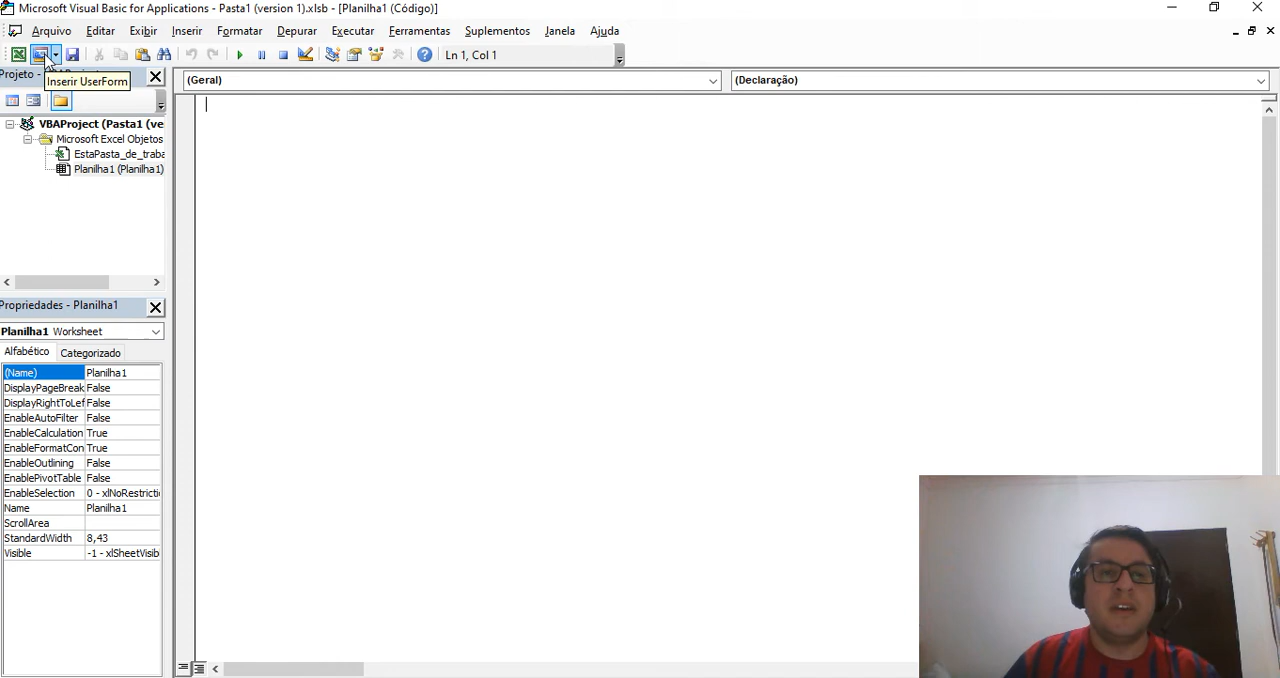 Microsoft Visual Basic for Applications - Pasta1 (version 1).xlsb - [Planilha1 (Código)]
Arquivo Editar Exibir Inserir Formatar Depurar Executar Ferramentas Suplementos Janela Ajuda
Ln 1, Col 1
Projeto -
Inserir UserForm
(Geral) (Declaração)
VBAProject (Pasta1 (ve
Microsoft Excel Objetos
EstaPasta_de_traba
Planilha1 (Planilha1)
Propriedades - Planilha1
Planilha1 Worksheet
Alfabético Categorizado
(Name) Planilha1
DisplayPageBreak False
DisplayRightToLef False
EnableAutoFilter False
EnableCalculation True
EnableFormatCon True
EnableOutlining False
EnablePivotTable False
EnableSelection 0 - xlNoRestricti
Name Planilha1
ScrollArea
StandardWidth 8,43
Visible -1 - xlSheetVisib